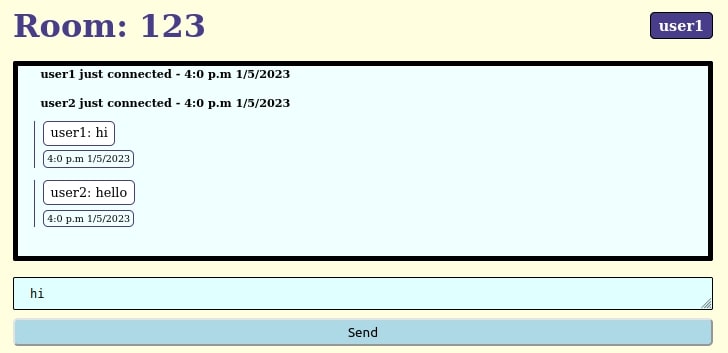 Room: 123
user1
user1 just connected - 4:0 p.m 1/5/2023
user2 just connected - 4:0 p.m 1/5/2023
user1: hi
4:0 p.m 1/5/2023
user2: hello
4:0 p.m 1/5/2023
hi
Send